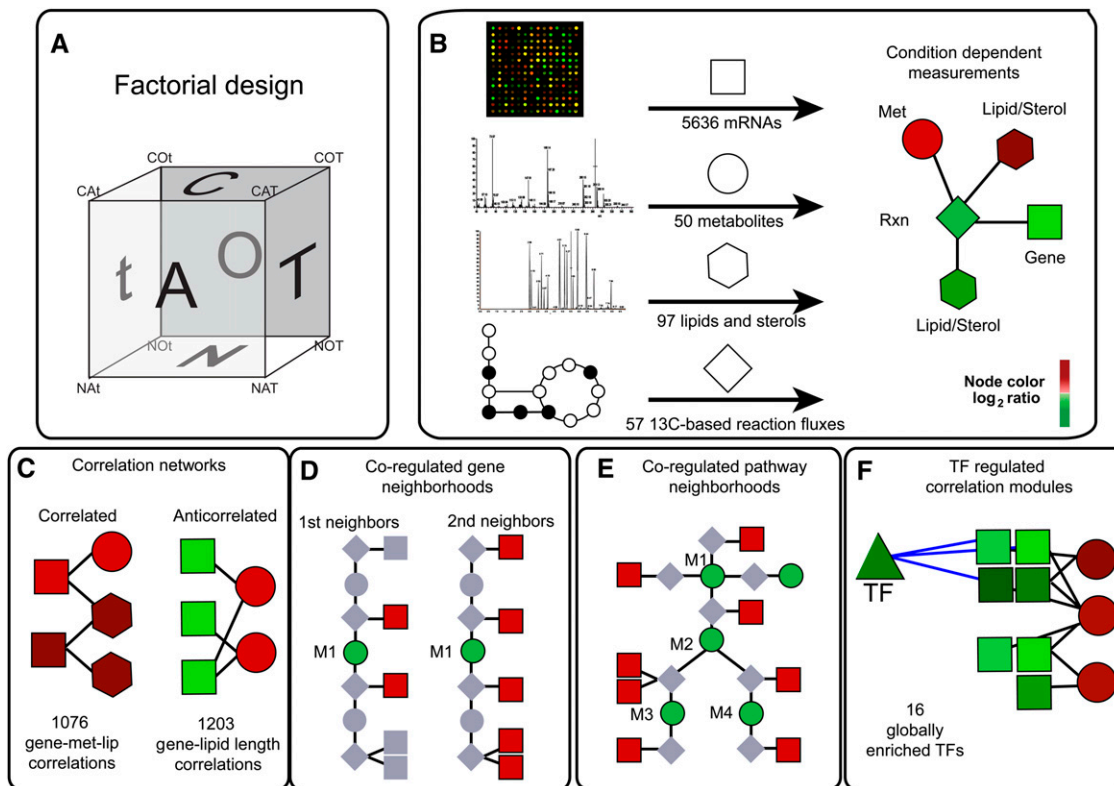 A
Factorial design
COt
COT
CAt
CAT
C
t
A
O
T
NOt
N
NOT
NAt
NAT
B
5636 mRNAs
50 metabolites
97 lipids and sterols
57 13C-based reaction fluxes
Condition dependent
measurements
Met
Lipid/Sterol
Rxn
Gene
Lipid/Sterol
Node color
log₂ ratio
C
Correlation networks
Correlated
Anticorrelated
1076
gene-met-lip
correlations
1203
gene-lipid length
correlations
D
Co-regulated gene
neighborhoods
1st neighbors
2nd neighbors
M1
M1
E
Co-regulated pathway
neighborhoods
M1
M2
M3
M4
F
TF regulated
correlation modules
TF
16
globally
enriched TFs